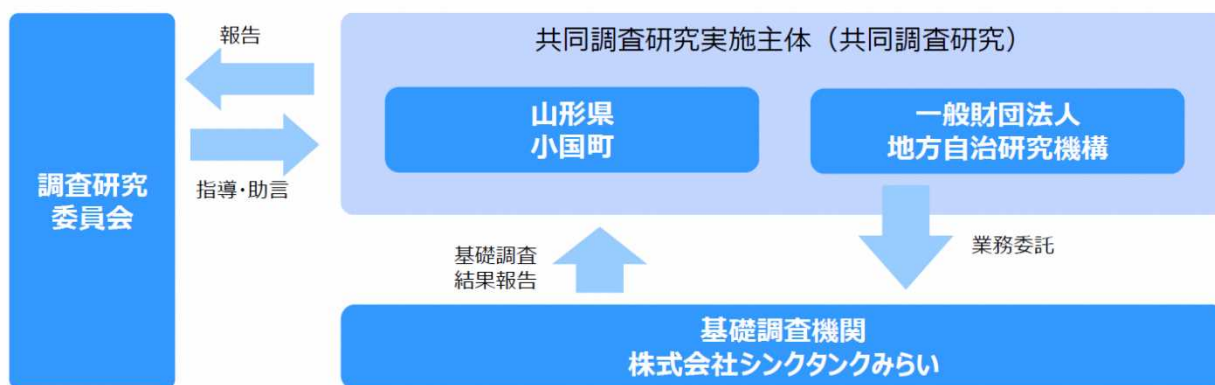 報告
指導・助言
調査研究
委員会
共同調査研究実施主体（共同調査研究）
山形県
小国町
一般財団法人
地方自治研究機構
基礎調査
結果報告
業務委託
基礎調査機関
株式会社シンクタンクみらい